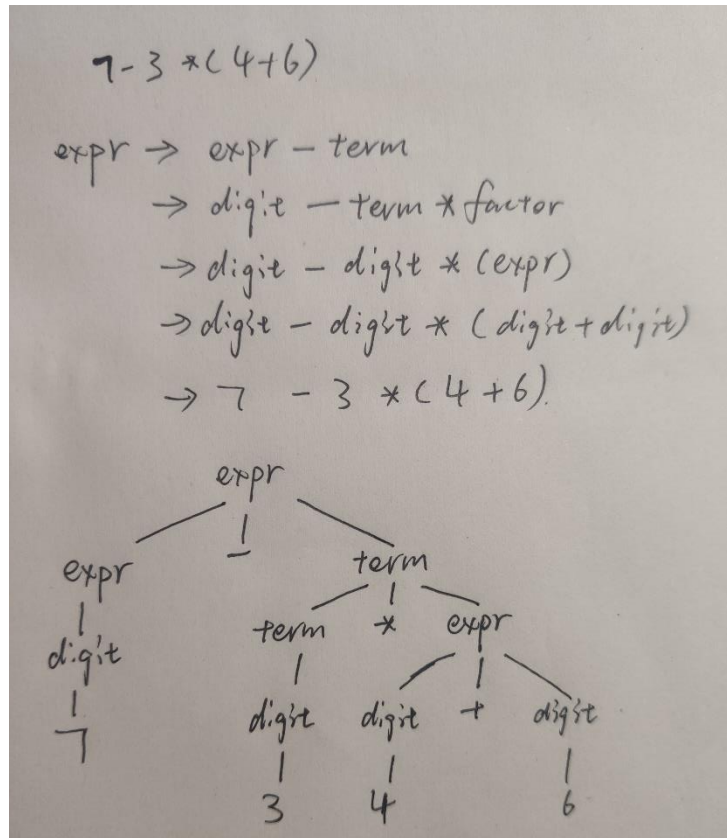 7-3*(4+6)
expr → expr - term
→ digit - term * factor
→ digit - digit * (expr)
→ digit - digit * (digit + digit)
→ 7 - 3 * (4+6).
expr
expr - term
digit term * expr
7 digit digit + digit
3 4 6